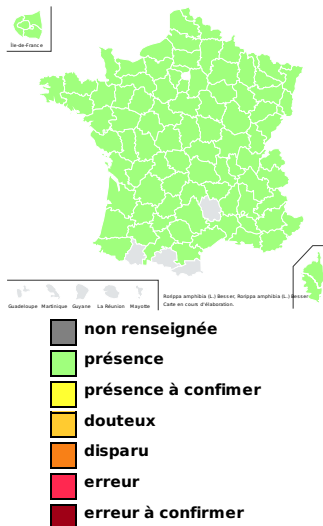 Île-de-France
Guadeloupe Martinique Guyane La Réunion Mayotte
Rorippa amphibia (L.) Besser, Rorippa amphibia (L.) Besser
Carte en cours d'élaboration.
non renseignée
présence
présence à confimer
douteux
disparu
erreur
erreur à confirmer